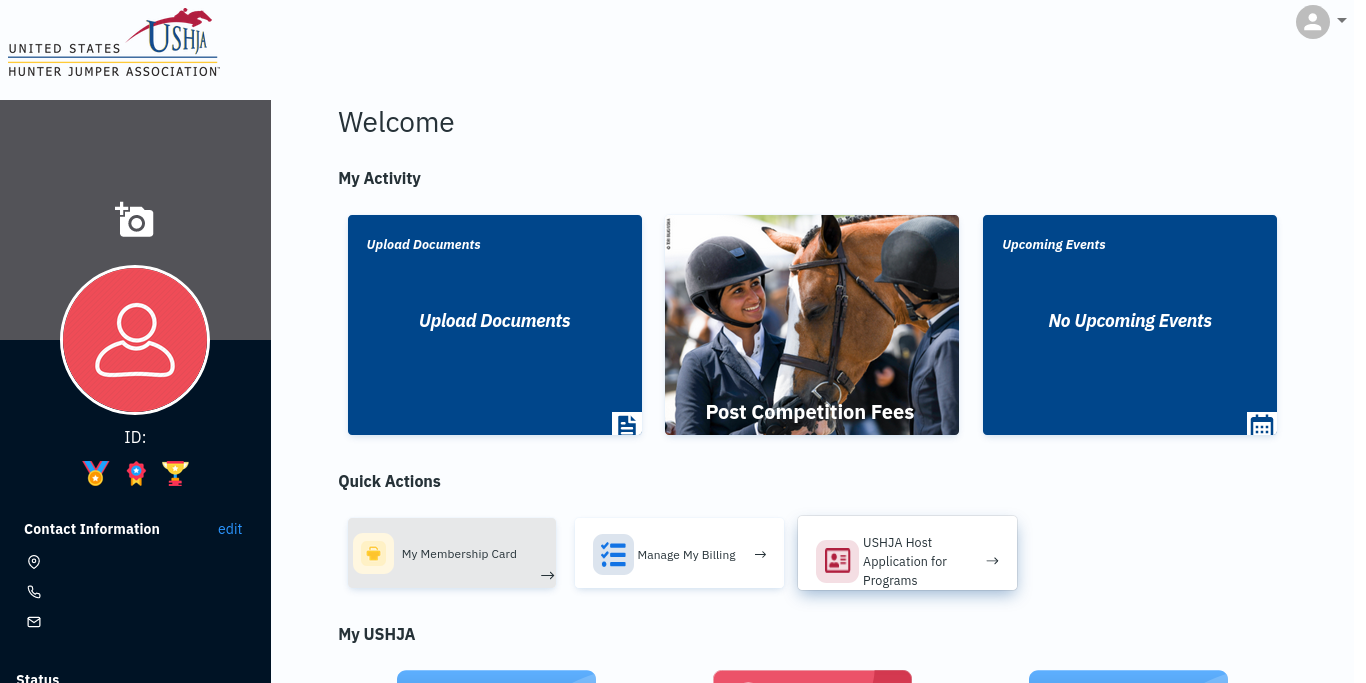 UNITED STATES USHJA
HUNTER JUMPER ASSOCIATION
Welcome
My Activity
Upload Documents
Upload Documents
Post Competition Fees
Upcoming Events
No Upcoming Events
ID:
Contact Information edit
Status
Quick Actions
My Membership Card
Manage My Billing
USHJA Host
Application for
Programs
My USHJA